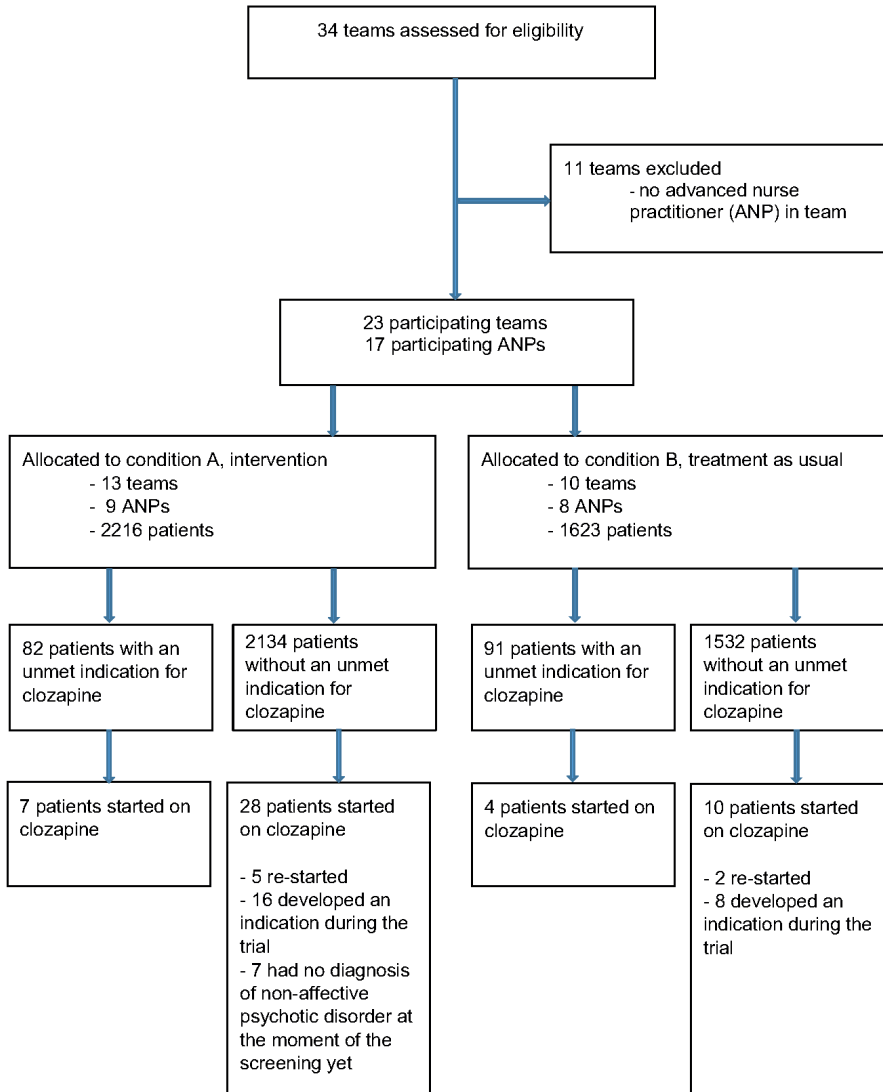 34 teams assessed for eligibility
11 teams excluded
- no advanced nurse
practitioner (ANP) in team
23 participating teams
17 participating ANPs
Allocated to condition A, intervention
- 13 teams
- 9 ANPs
- 2216 patients
Allocated to condition B, treatment as usual
- 10 teams
- 8 ANPs
- 1623 patients
82 patients with an
unmet indication for
clozapine
2134 patients
without an unmet
indication for
clozapine
91 patients with an
unmet indication for
clozapine
1532 patients
without an unmet
indication for
clozapine
7 patients started on
clozapine
28 patients started
on clozapine
- 5 re-started
- 16 developed an
indication during the
trial
- 7 had no diagnosis
of non-affective
psychotic disorder at
the moment of the
screening yet
4 patients started on
clozapine
10 patients started
on clozapine
- 2 re-started
- 8 developed an
indication during the
trial